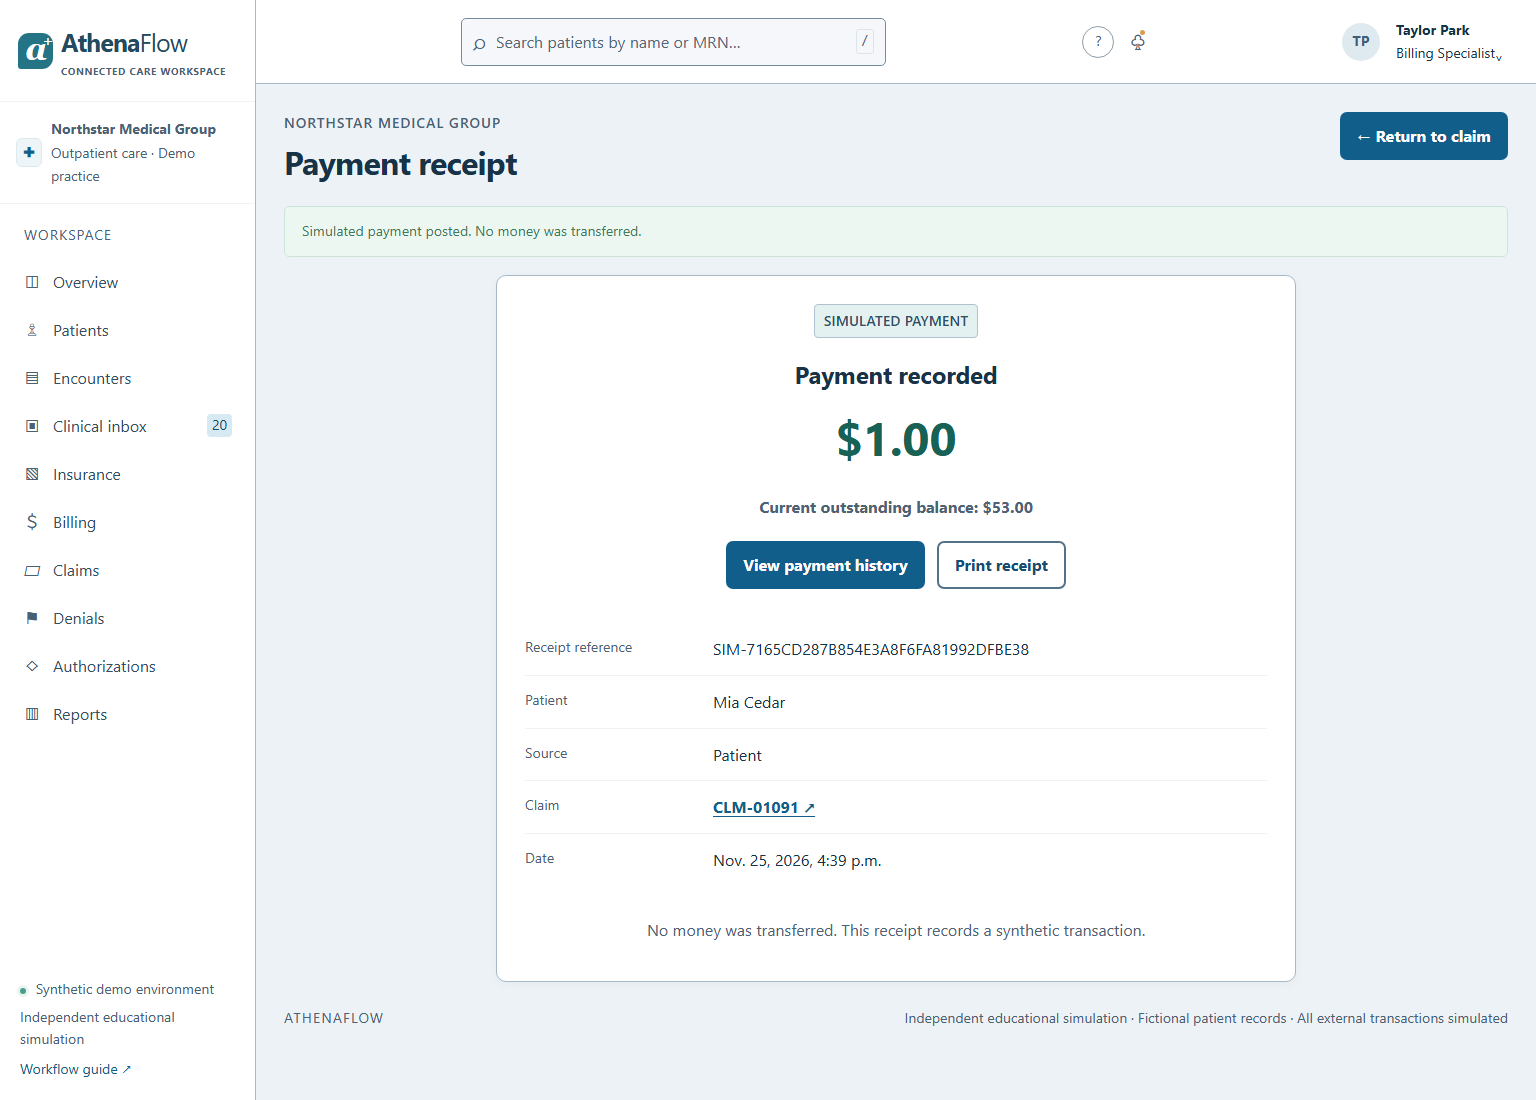 AthenaFlow
CONNECTED CARE WORKSPACE
Northstar Medical Group
Outpatient care · Demo
practice
WORKSPACE
Overview
Patients
Encounters
Clinical inbox 20
Insurance
$ Billing
Claims
Denials
Authorizations
Reports
Synthetic demo environment
Independent educational
simulation
Workflow guide ↗
Search patients by name or MRN... /
?
TP
Taylor Park
Billing Specialist
NORTHSTAR MEDICAL GROUP
Payment receipt
← Return to claim
Simulated payment posted. No money was transferred.
SIMULATED PAYMENT
Payment recorded
$1.00
Current outstanding balance: $53.00
View payment history
Print receipt
Receipt reference SIM-7165CD287B854E3A8F6FA81992DFBE38
Patient Mia Cedar
Source Patient
Claim CLM-01091 ↗
Date Nov. 25, 2026, 4:39 p.m.
No money was transferred. This receipt records a synthetic transaction.
ATHENAFLOW
Independent educational simulation · Fictional patient records · All external transactions simulated